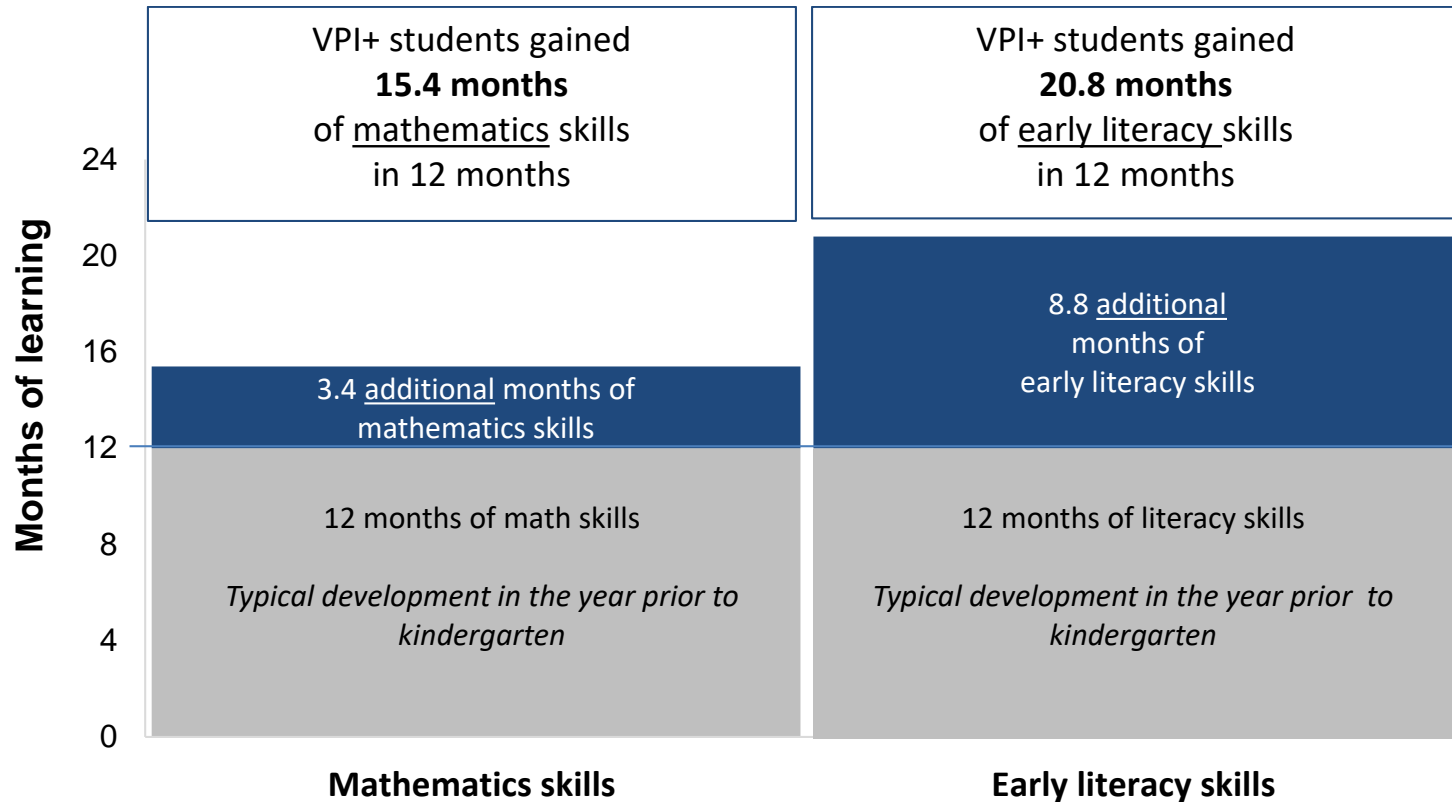 VPI+ students gained
15.4 months
of mathematics skills
in 12 months
VPI+ students gained
20.8 months
of early literacy skills
in 12 months
Months of learning
24
20
16
12
8
4
0
3.4 additional months of
mathematics skills
8.8 additional
months of
early literacy skills
12 months of math skills
Typical development in the year prior to
kindergarten
12 months of literacy skills
Typical development in the year prior to
kindergarten
Mathematics skills
Early literacy skills